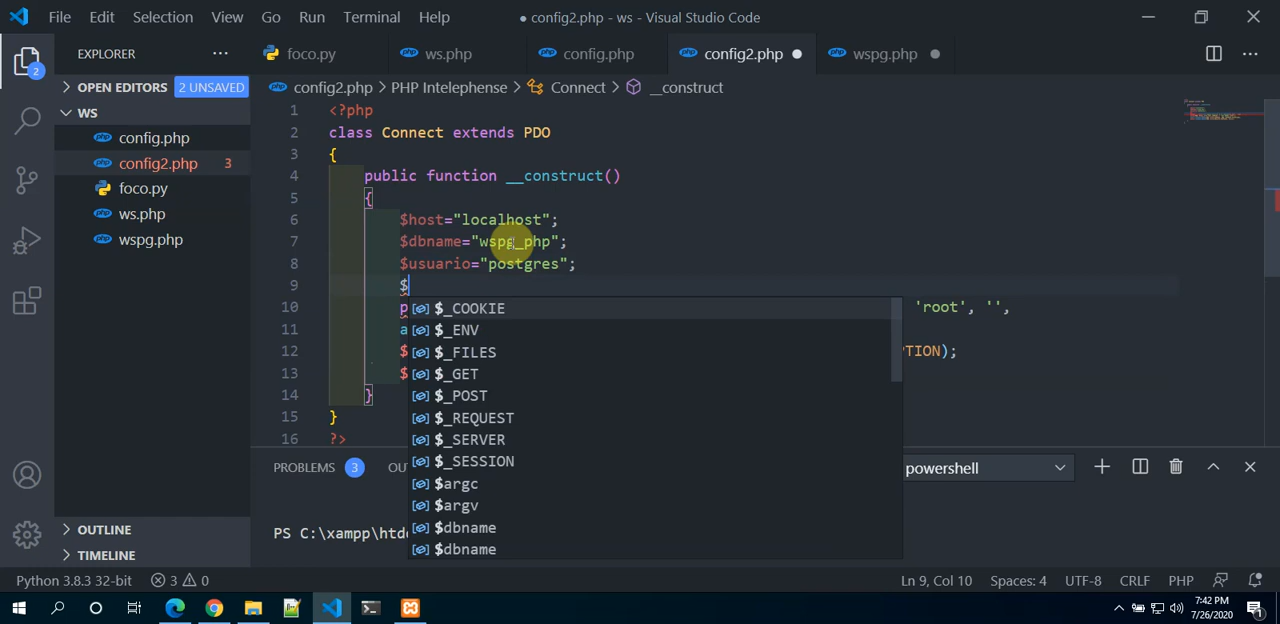 File Edit Selection View Go Run Terminal Help ● config2.php - ws - Visual Studio Code
EXPLORER ···
foco.py ws.php config.php config2.php ● wspg.php ●
2
OPEN EDITORS 2 UNSAVED
config2.php > PHP Intelephense > Connect > __construct
WS
config.php
config2.php 3
foco.py
ws.php
wspg.php
1 <?php
2 class Connect extends PDO
3 {
4 public function __construct()
5 {
6 $host="localhost";
7 $dbname="wspg_php";
8 $usuario="postgres";
9 $
10 p 'root', '',
11 a
12 $ PTION);
13 $
14 }
15 }
16 ?>
$_COOKIE
$_ENV
$_FILES
$_GET
$_POST
$_REQUEST
$_SERVER
$_SESSION
$argc
$argv
$dbname
$dbname
PROBLEMS 3 OU powershell
PS C:\xampp\htdo
OUTLINE
TIMELINE
Python 3.8.3 32-bit 3 0 Ln 9, Col 10 Spaces: 4 UTF-8 CRLF PHP
7:42 PM
7/26/2020
1